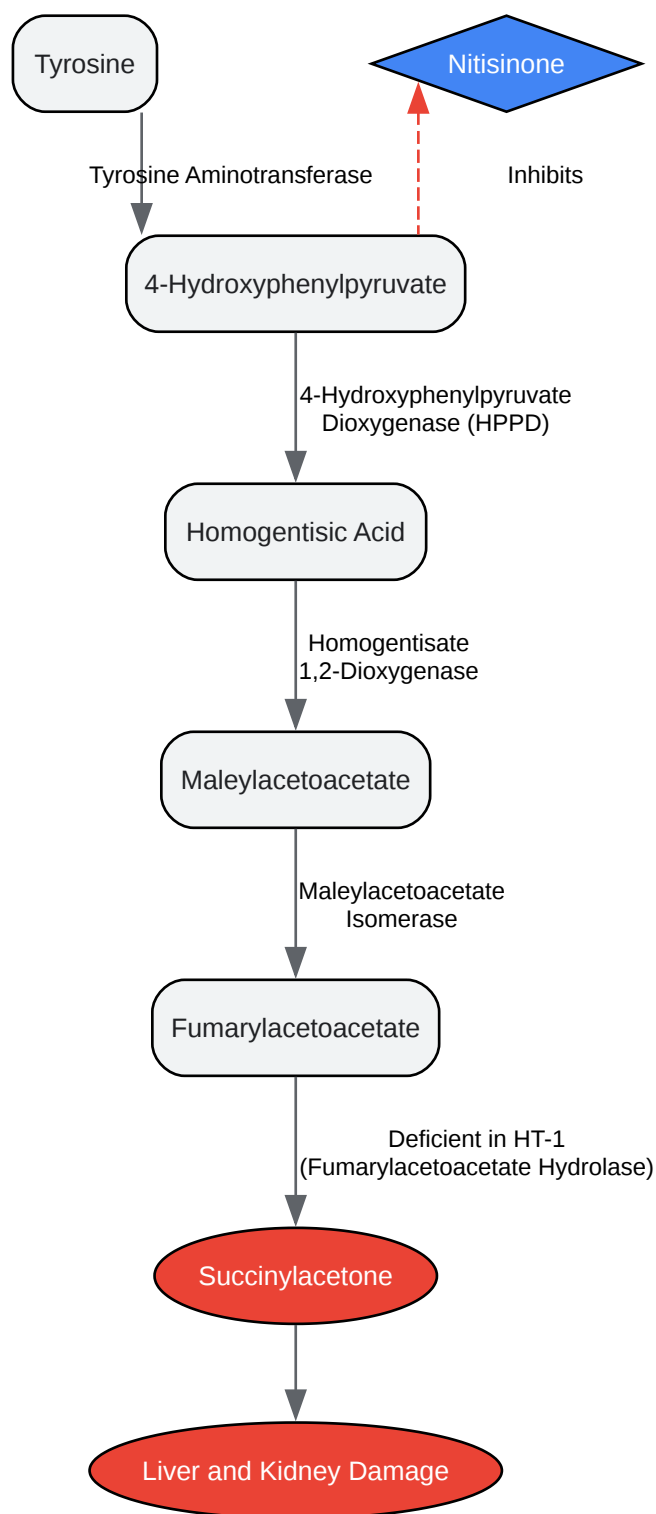 Tyrosine
Nitisinone
Tyrosine Aminotransferase
Inhibits
4-Hydroxyphenylpyruvate
4-Hydroxyphenylpyruvate
Dioxygenase (HPPD)
Homogentisic Acid
Homogentisate
1,2-Dioxygenase
Maleylacetoacetate
Maleylacetoacetate
Isomerase
Fumarylacetoacetate
Deficient in HT-1
(Fumarylacetoacetate Hydrolase)
Succinylacetone
Liver and Kidney Damage